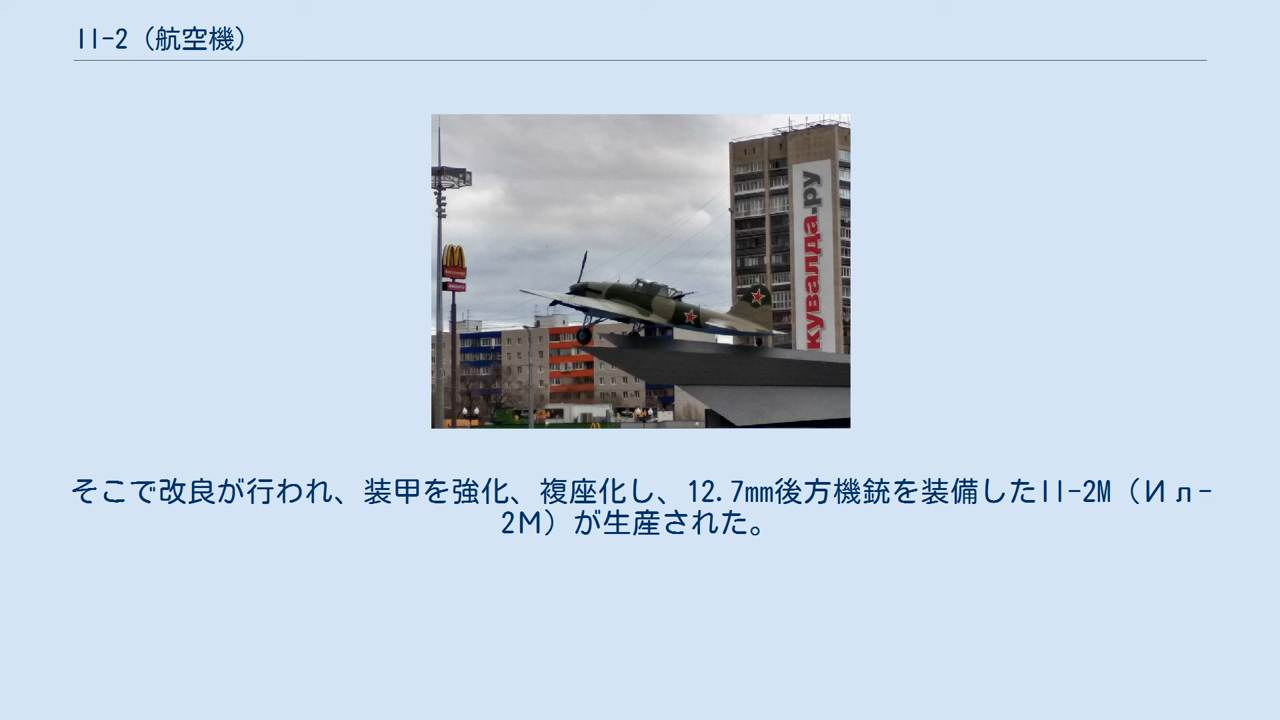 Il-2（航空機）
кувалда.ру
そこで改良が行われ、装甲を強化、複座化し、12.7㎜後方機銃を装備したIl-2M（Ил-
2М）が生産された。